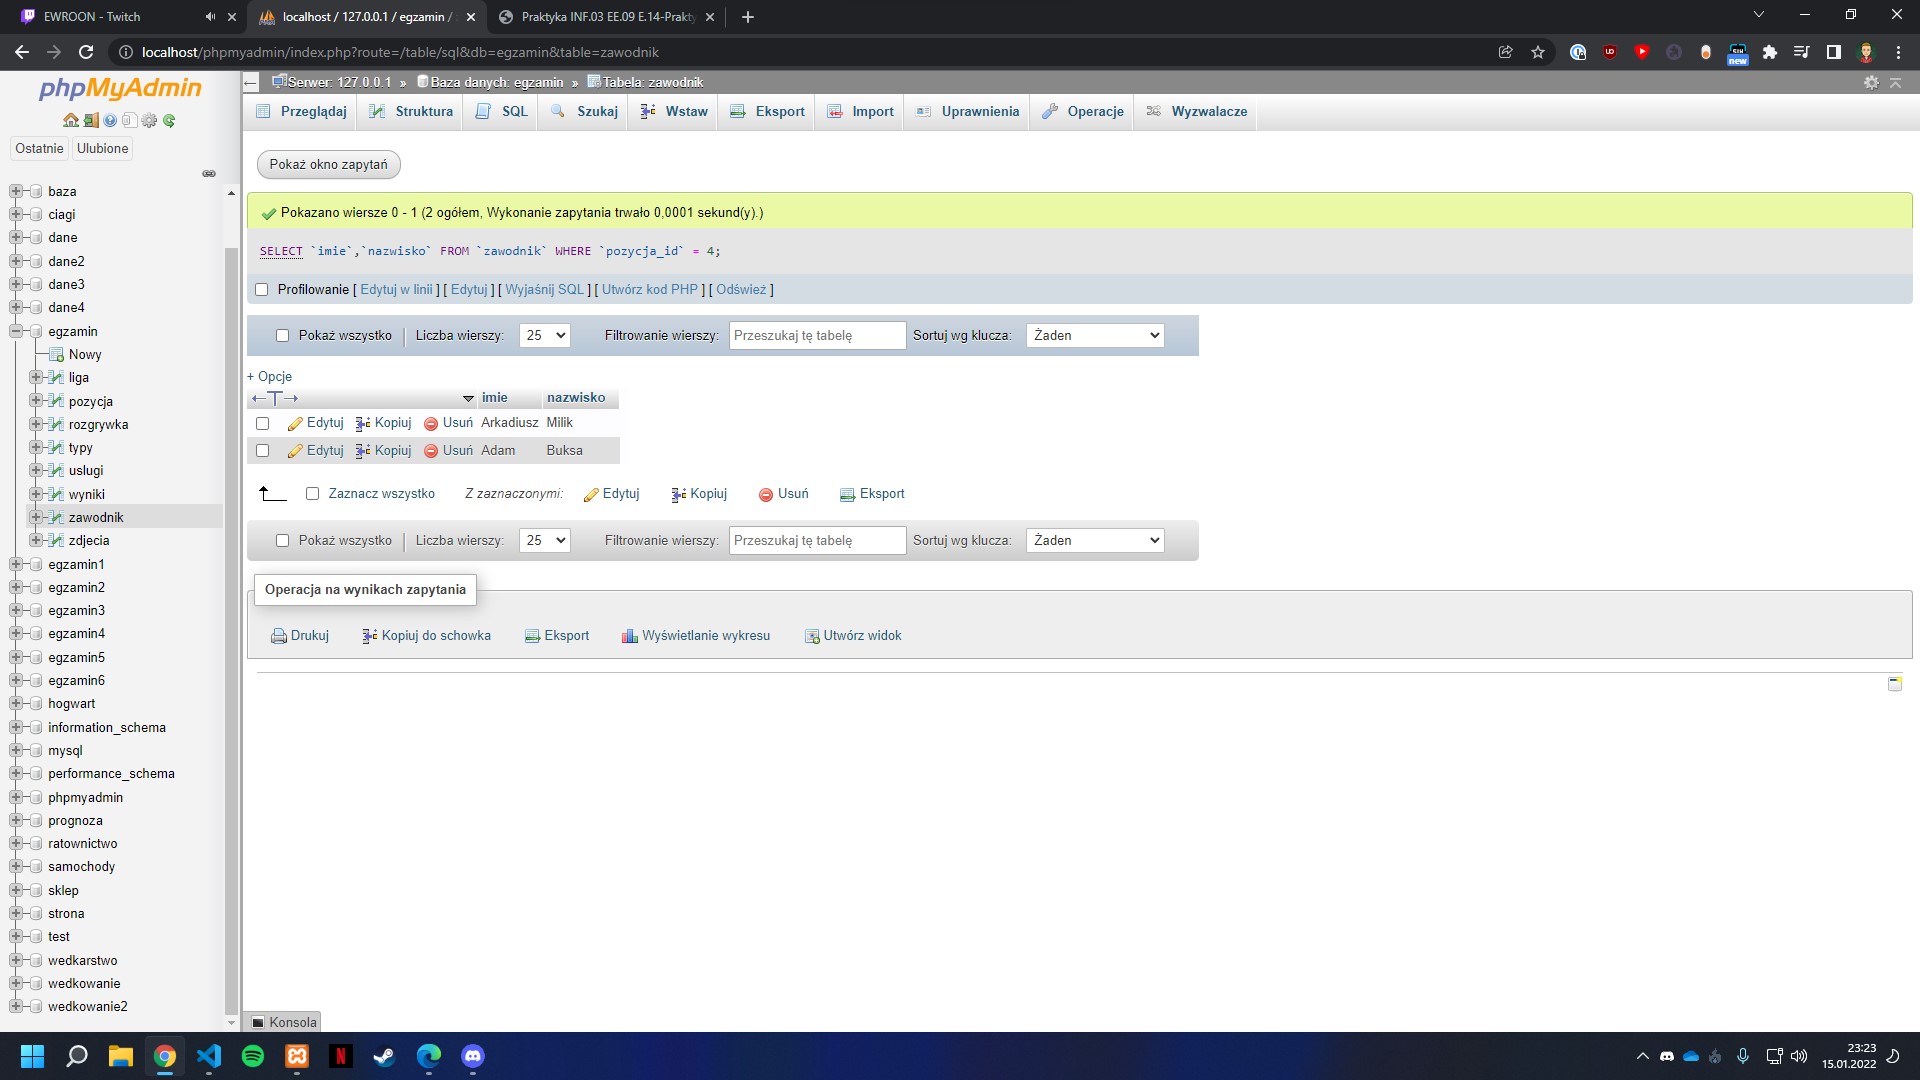 EWROON - Twitch
localhost / 127.0.0.1 / egzamin /
Praktyka INF.03 EE.09 E.14-Prakty
localhost/phpmyadmin/index.php?route=/table/sql&db=egzamin&table=zawodnik
new
phpMyAdmin
Ostatnie
Ulubione
baza
ciagi
dane
dane2
dane3
dane4
egzamin
Nowy
liga
pozycja
rozgrywka
typy
uslugi
wyniki
zawodnik
zdjecia
egzamin1
egzamin2
egzamin3
egzamin4
egzamin5
egzamin6
hogwart
information_schema
mysql
performance_schema
phpmyadmin
prognoza
ratownictwo
samochody
sklep
strona
test
wedkarstwo
wedkowanie
wedkowanie2
Serwer: 127.0.0.1 » Baza danych: egzamin » Tabela: zawodnik
Przeglądaj Struktura SQL Szukaj Wstaw Eksport Import Uprawnienia Operacje Wyzwalacze
Pokaż okno zapytań
Pokazano wiersze 0 - 1 (2 ogółem, Wykonanie zapytania trwało 0,0001 sekund(y).)
SELECT `imie`,`nazwisko` FROM `zawodnik` WHERE `pozycja_id` = 4;
Profilowanie [ Edytuj w linii ] [ Edytuj ] [ Wyjaśnij SQL ] [ Utwórz kod PHP ] [ Odśwież ]
Pokaż wszystko Liczba wierszy: 25 Filtrowanie wierszy: Przeszukaj tę tabelę Sortuj wg klucza: Żaden
+ Opcje
←T→ imie nazwisko
Edytuj Kopiuj Usuń Arkadiusz Milik
Edytuj Kopiuj Usuń Adam Buksa
Zaznacz wszystko Z zaznaczonymi: Edytuj Kopiuj Usuń Eksport
Pokaż wszystko Liczba wierszy: 25 Filtrowanie wierszy: Przeszukaj tę tabelę Sortuj wg klucza: Żaden
Operacja na wynikach zapytania
Drukuj Kopiuj do schowka Eksport Wyświetlanie wykresu Utwórz widok
Konsola
23:23
15.01.2022